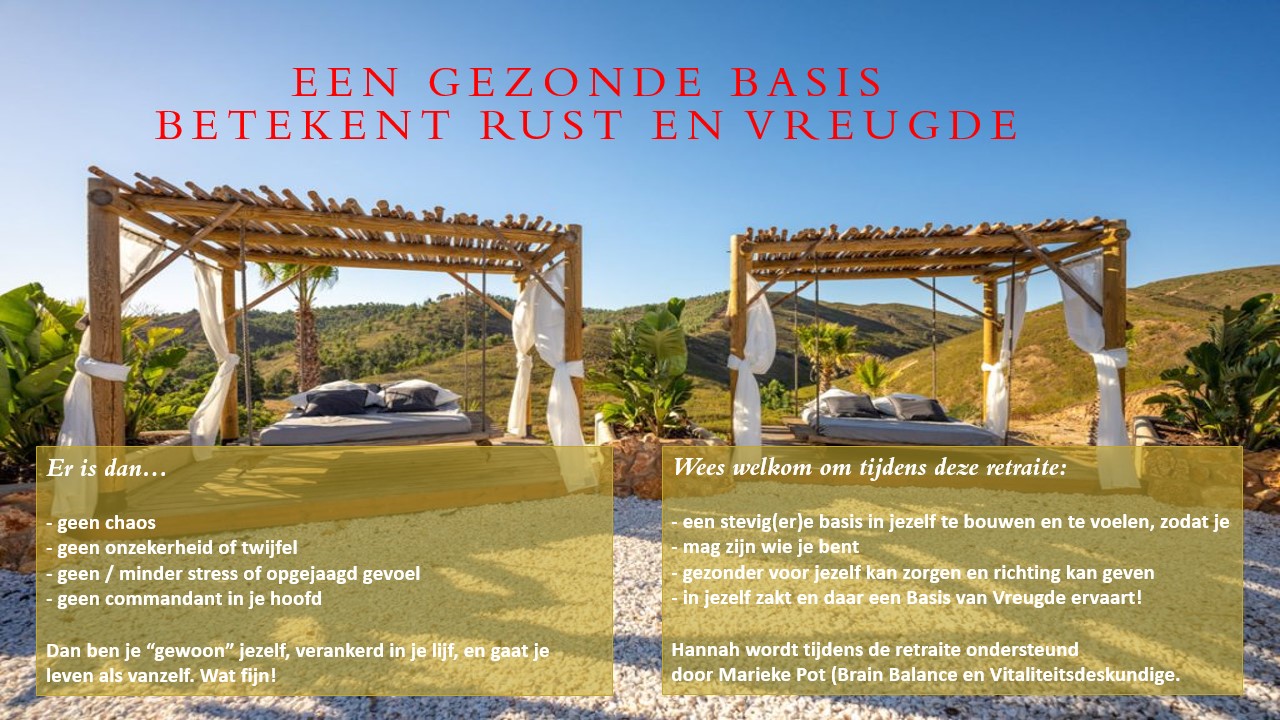 EEN GEZONDE BASIS
BETEKENT RUST EN VREUGDE
Er is dan…
- geen chaos
- geen onzekerheid of twijfel
- geen / minder stress of opgejaagd gevoel
- geen commandant in je hoofd
Dan ben je “gewoon” jezelf, verankerd in je lijf, en gaat je
leven als vanzelf. Wat fijn!
Wees welkom om tijdens deze retraite:
- een stevig(er)e basis in jezelf te bouwen en te voelen, zodat je
- mag zijn wie je bent
- gezonder voor jezelf kan zorgen en richting kan geven
- in jezelf zakt en daar een Basis van Vreugde ervaart!
Hannah wordt tijdens de retraite ondersteund
door Marieke Pot (Brain Balance en Vitaliteitsdeskundige.